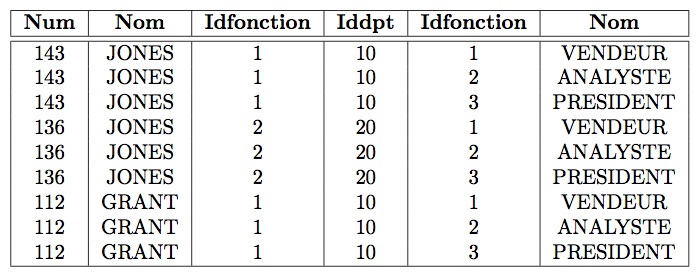 Num Nom Idfonction Iddpt Idfonction Nom
143 JONES 1 10 1 VENDEUR
143 JONES 1 10 2 ANALYSTE
143 JONES 1 10 3 PRESIDENT
136 JONES 2 20 1 VENDEUR
136 JONES 2 20 2 ANALYSTE
136 JONES 2 20 3 PRESIDENT
112 GRANT 1 10 1 VENDEUR
112 GRANT 1 10 2 ANALYSTE
112 GRANT 1 10 3 PRESIDENT